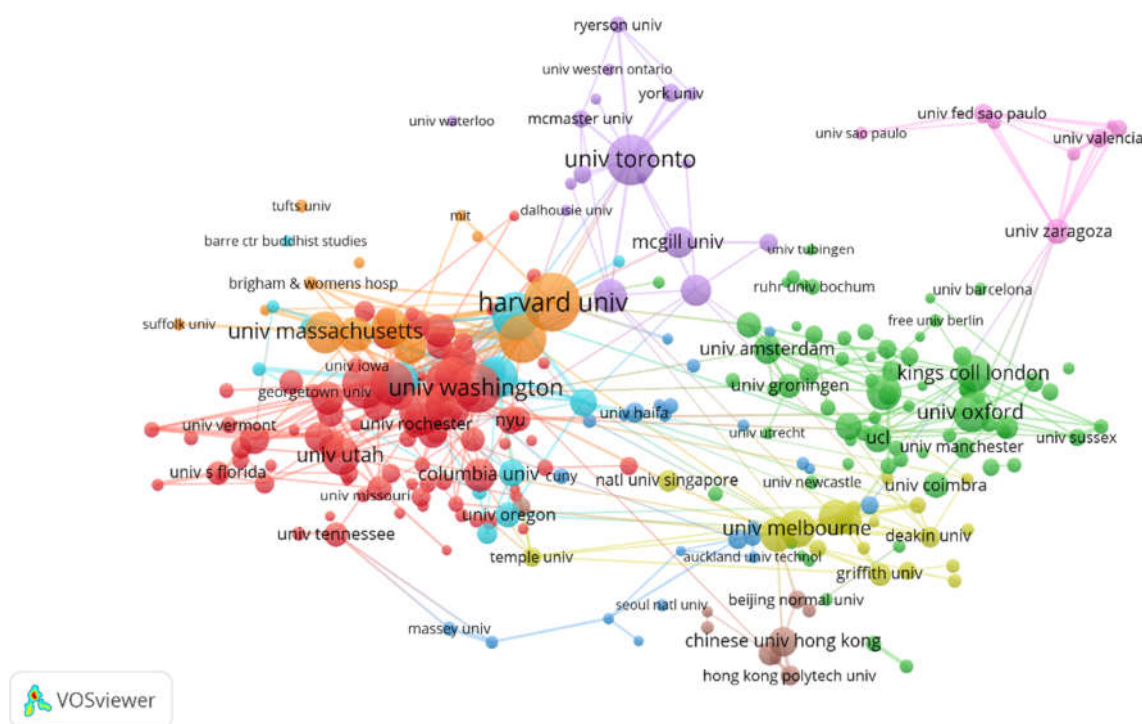 ryerson univ
univ western ontario
york univ
univ fed sao paulo
mcmaster univ
univ waterloo
univ sao paulo
univ valencia
univ toronto
tufts univ
mit
dalhousie univ
barre ctr buddhist studies
mcgill univ
univ tubingen
univ zaragoza
brigham & womens hosp
ruhr univ bochum
univ barcelona
harvard univ
suffolk univ
univ massachusetts
free univ berlin
univ amsterdam
univ iowa
kings coll london
georgetown univ
univ washington
univ groningen
univ vermont
univ rochester
nyu
univ haifa
univ oxford
univ utrecht
ucl
univ manchester
univ sussex
univ utah
univ s florida
columbia univ
cuny
natl univ singapore
univ newcastle
univ coimbra
univ missouri
univ oregon
univ melbourne
univ tennessee
deakin univ
temple univ
auckland univ technol
griffith univ
seoul natl univ
beijing normal univ
massey univ
chinese univ hong kong
hong kong polytech univ
VOSviewer